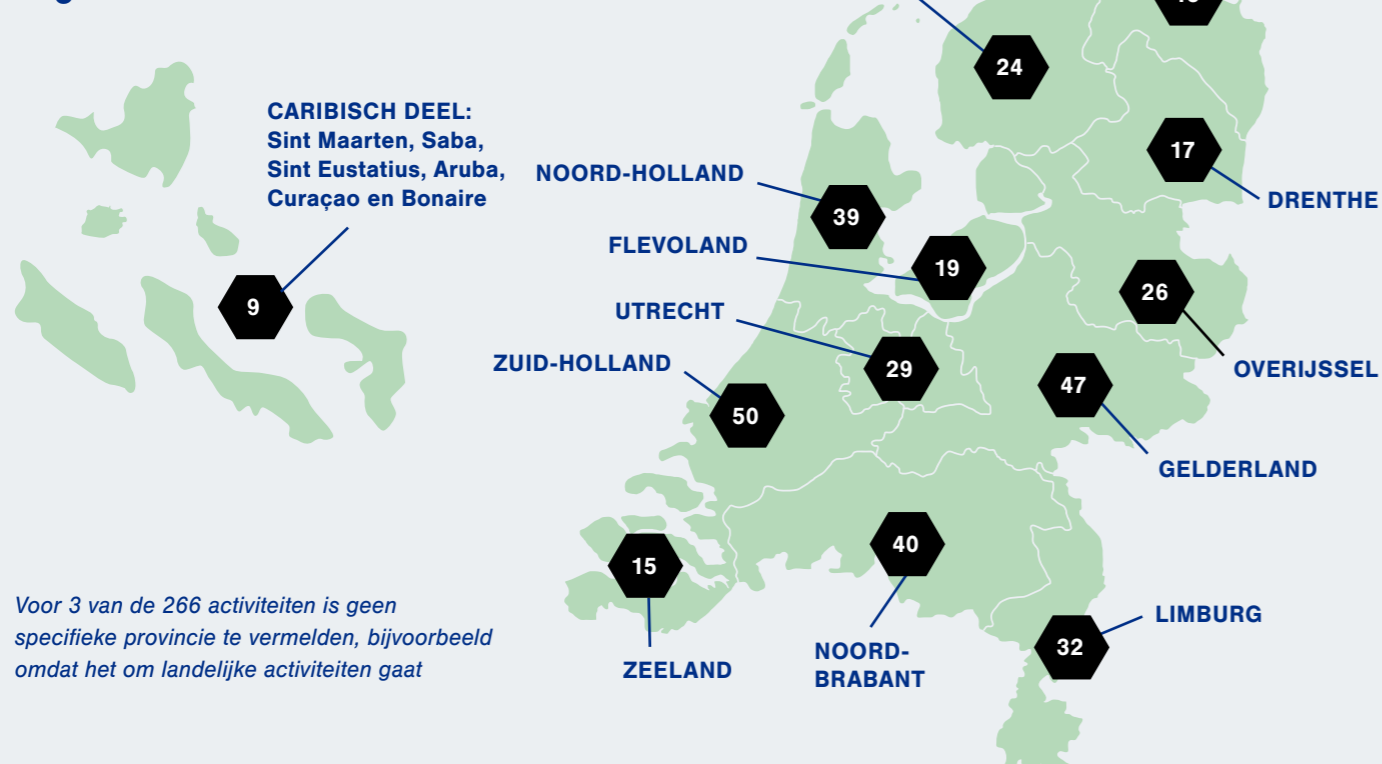 24
CARIBISCH DEEL:
Sint Maarten, Saba,
Sint Eustatius, Aruba,
Curaçao en Bonaire
9
NOORD-HOLLAND
39
17
DRENTHE
FLEVOLAND
19
26
OVERIJSSEL
UTRECHT
29
ZUID-HOLLAND
50
47
GELDERLAND
40
NOORD-
BRABANT
15
ZEELAND
LIMBURG
32
Voor 3 van de 266 activiteiten is geen
specifieke provincie te vermelden, bijvoorbeeld
omdat het om landelijke activiteiten gaat